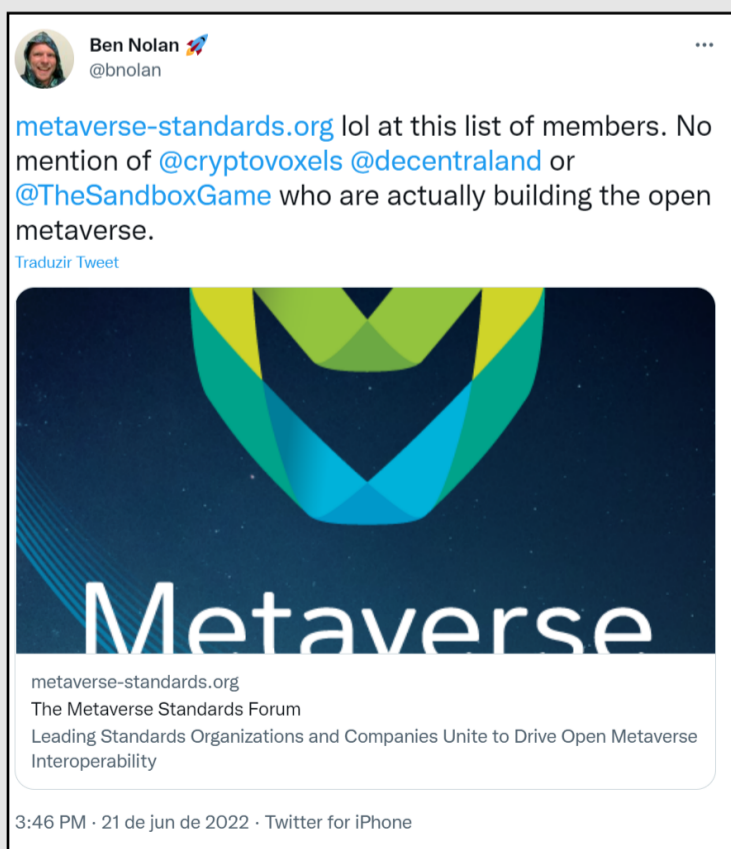 Ben Nolan 🚀
@bnolan
metaverse-standards.org lol at this list of members. No
mention of @cryptovoxels @decentraland or
@TheSandboxGame who are actually building the open
metaverse.
Traduzir Tweet
Metaverse
metaverse-standards.org
The Metaverse Standards Forum
Leading Standards Organizations and Companies Unite to Drive Open Metaverse
Interoperability
3:46 PM · 21 de jun de 2022 · Twitter for iPhone